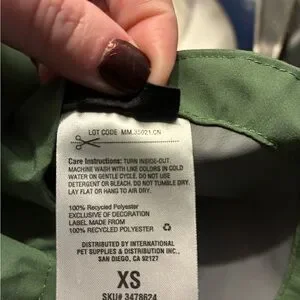 LOT CODE MM.35021.CN
Care Instructions: TURN INSIDE-OUT.
MACHINE WASH WITH LIKE COLORS IN COLD
WATER ON GENTLE CYCLE. DO NOT USE
DETERGENT OR BLEACH. DO NOT TUMBLE DRY.
LAY FLAT OR HANG TO AIR DRY.
100% Recycled Polyester
EXCLUSIVE OF DECORATION
LABEL MADE FROM
100% RECYCLED POLYESTER
DISTRIBUTED BY INTERNATIONAL
PET SUPPLIES & DISTRIBUTION INC.,
SAN DIEGO, CA 92127
XS
SKU# 3478624